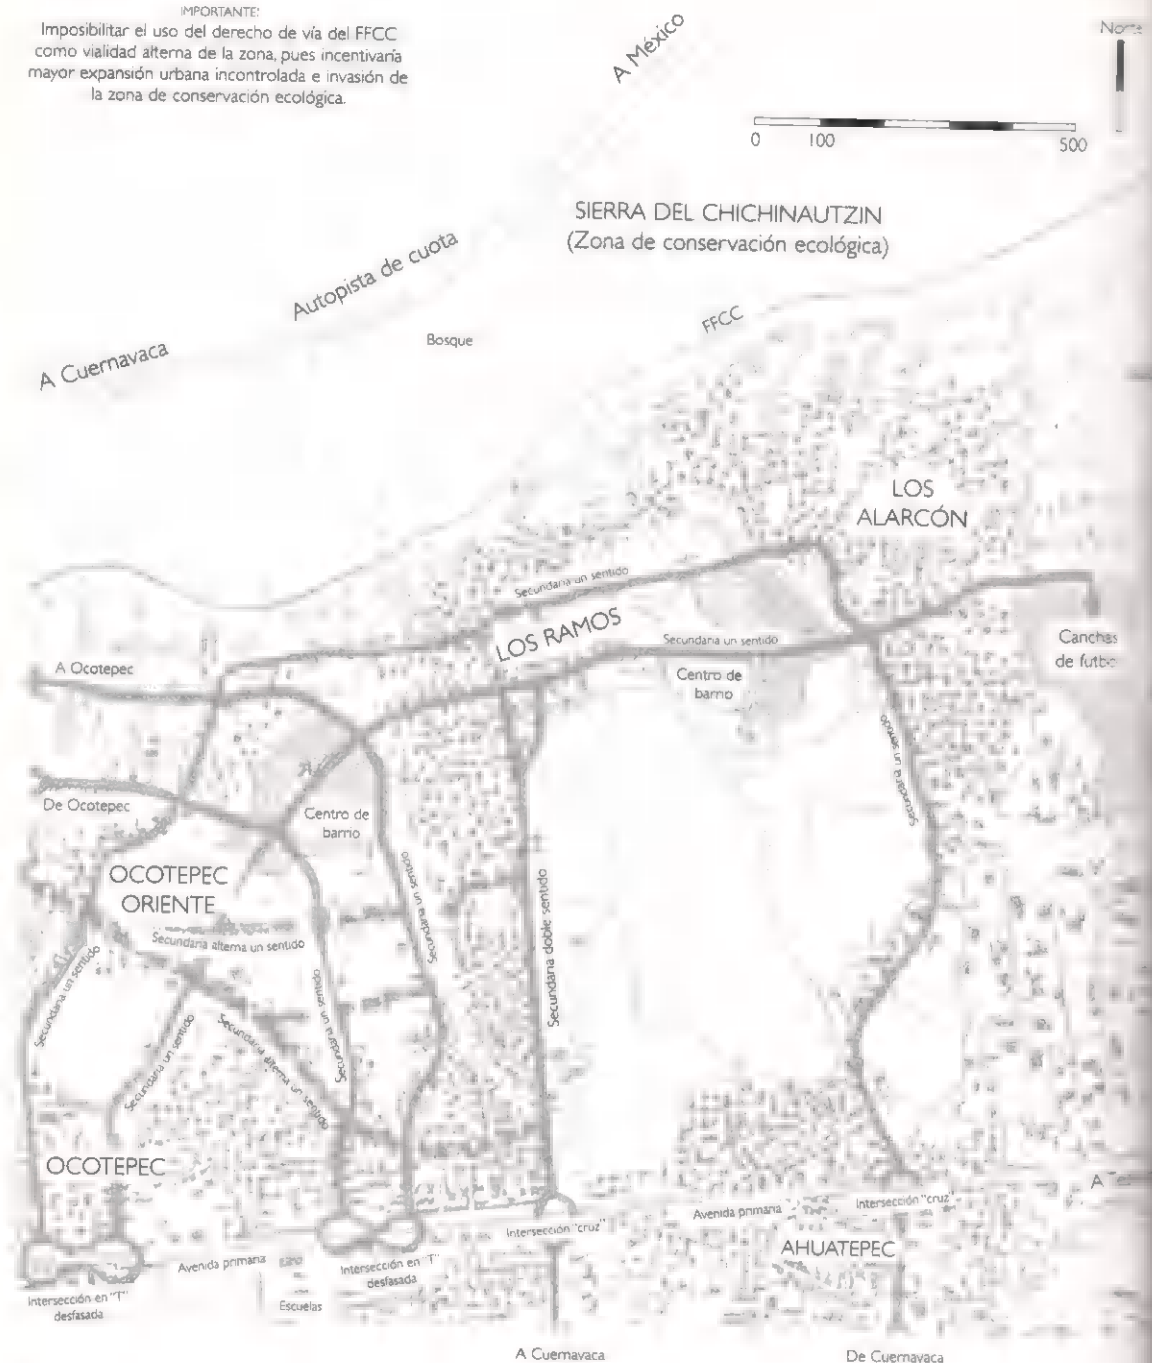 IMPORTANTE:
Imposibilitar el uso del derecho de vía del FFCC
como vialidad alterna de la zona, pues incentivaría
mayor expansión urbana incontrolada e invasión de
la zona de conservación ecológica.
A México
Norte
0 100 500
SIERRA DEL CHICHINAUTZIN
(Zona de conservación ecológica)
Autopista de cuota
FFCC
Bosque
A Cuernavaca
LOS
ALARCÓN
Secundaria un sentido
LOS RAMOS
Secundaria un sentido
Canchas
de futbol
A Ocotepec
Centro de
barrio
Secundaria un sentido
De Ocotepec
Centro de
barrio
OCOTEPEC
ORIENTE
Secundaria un sentido
Secundaria doble sentido
Secundaria alterna un sentido
Secundaria un sentido
Secundaria un sentido
Secundaria un sentido
Secundaria alterna un sentido
OCOTEPEC
A
Avenida primaria
Intersección "cruz"
Intersección "cruz"
AHUATEPEC
Avenida primaria
Intersección en "T"
desfasada
Intersección en "T"
desfasada
Escuelas
A Cuernavaca
De Cuernavaca